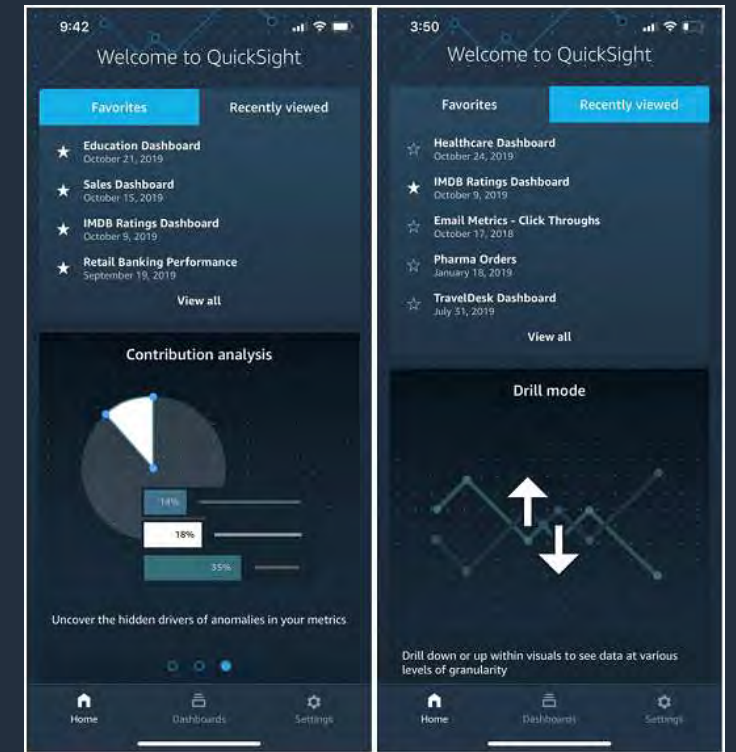 9:42
Welcome to QuickSight
Favorites
Recently viewed
Education Dashboard
October 21, 2019
Sales Dashboard
October 15, 2019
IMDB Ratings Dashboard
October 9, 2019
Retail Banking Performance
September 19, 2019
View all
Contribution analysis
14%
18%
35%
Uncover the hidden drivers of anomalies in your metrics
Home
Dashboards
Settings
3:50
Welcome to QuickSight
Favorites
Recently viewed
Healthcare Dashboard
October 24, 2019
IMDB Ratings Dashboard
October 9, 2019
Email Metrics - Click Throughs
October 17, 2018
Pharma Orders
January 18, 2019
TravelDesk Dashboard
July 31, 2019
View all
Drill mode
Drill down or up within visuals to see data at various
levels of granularity
Home
Dashboards
Settings